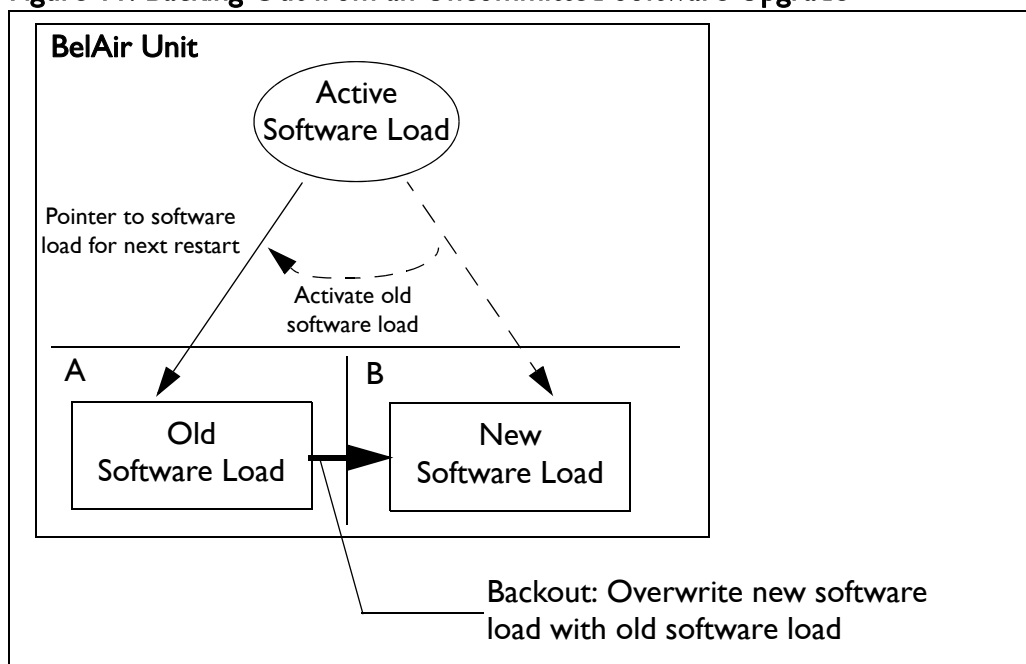 BelAir Unit
Active
Software Load
Pointer to software
load for next restart
Activate old
software load
A
B
Old
Software Load
New
Software Load
Backout: Overwrite new software
load with old software load